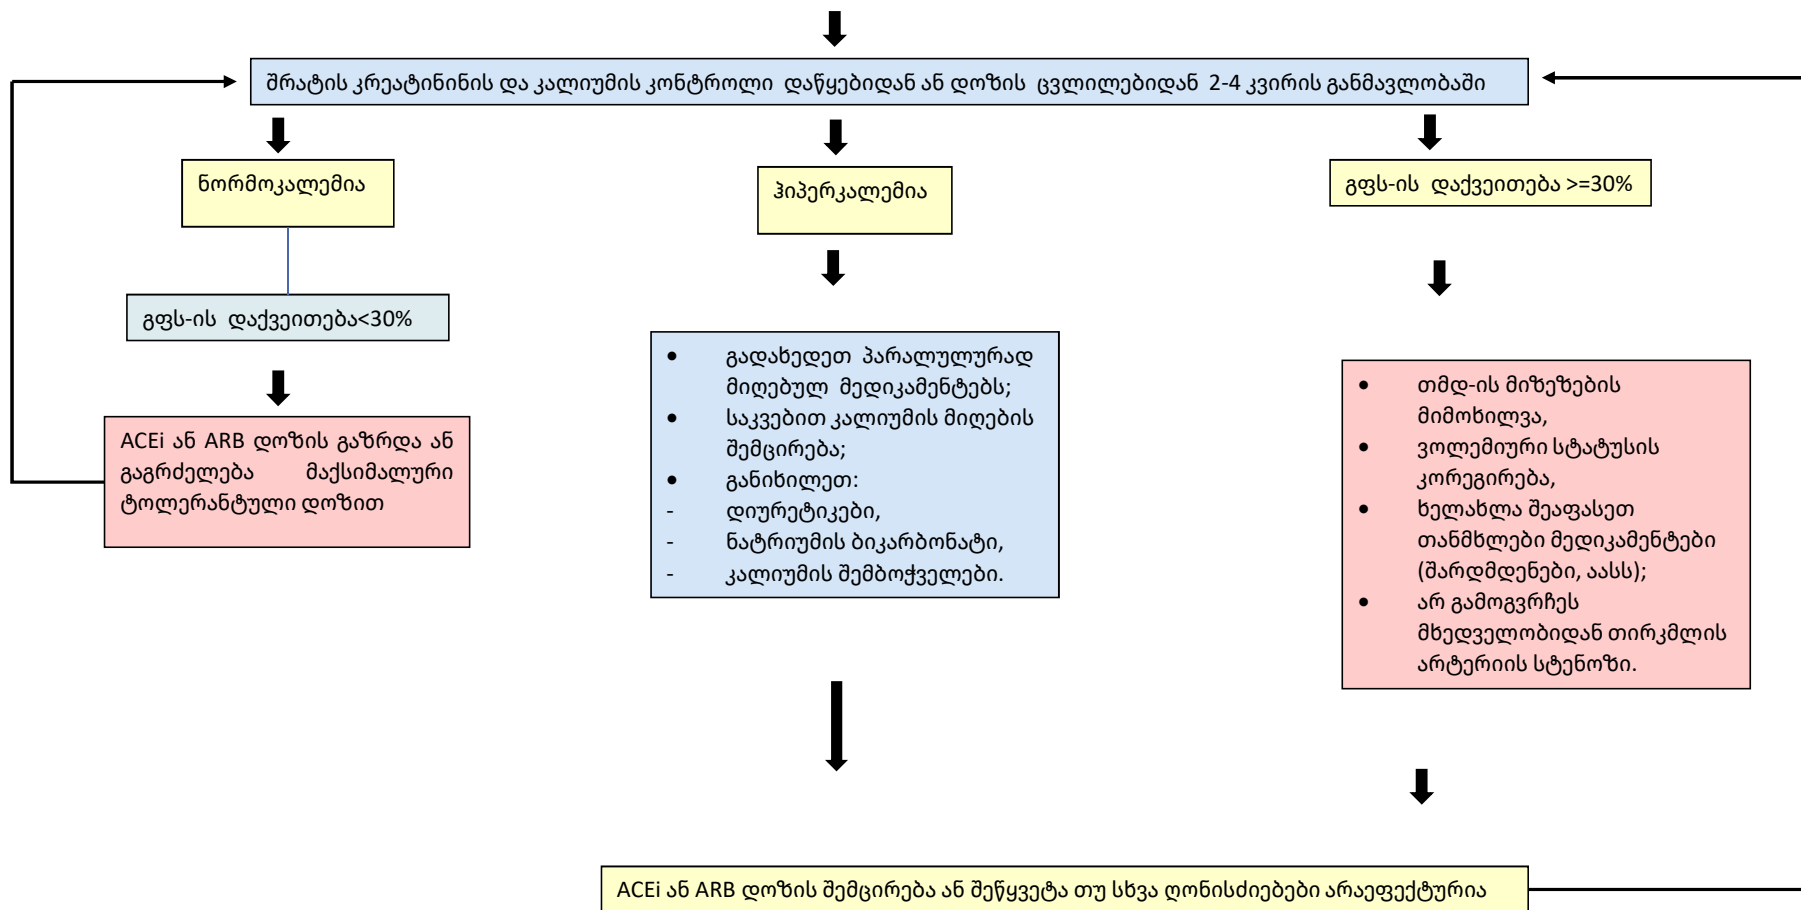 შრატის კრეატინინის და კალიუმის კონტროლი დაწყებიდან ან დოზის ცვლილებიდან 2-4 კვირის განმავლობაში
ნორმოკალემია
ჰიპერკალემია
გფს-ის დაქვეითება >=30%
გფს-ის დაქვეითება<30%
ACEi ან ARB დოზის გაზრდა ან
გაგრძელება მაქსიმალური
ტოლერანტული დოზით
• გადახედეთ პარალულურად
მიღებულ მედიკამენტებს;
• საკვებით კალიუმის მიღების
შემცირება;
• განიხილეთ:
- დიურეტიკები,
- ნატრიუმის ბიკარბონატი,
- კალიუმის შემბოჭველები.
• თმდ-ის მიზეზების
მიმოხილვა,
• ვოლემიური სტატუსის
კორეგირება,
• ხელახლა შეაფასეთ
თანმხლები მედიკამენტები
(შარდმდენები, აასს);
• არ გამოგვრჩეს
მხედველობიდან თირკმლის
არტერიის სტენოზი.
ACEi ან ARB დოზის შემცირება ან შეწყვეტა თუ სხვა ღონისძიებები არაეფექტურია